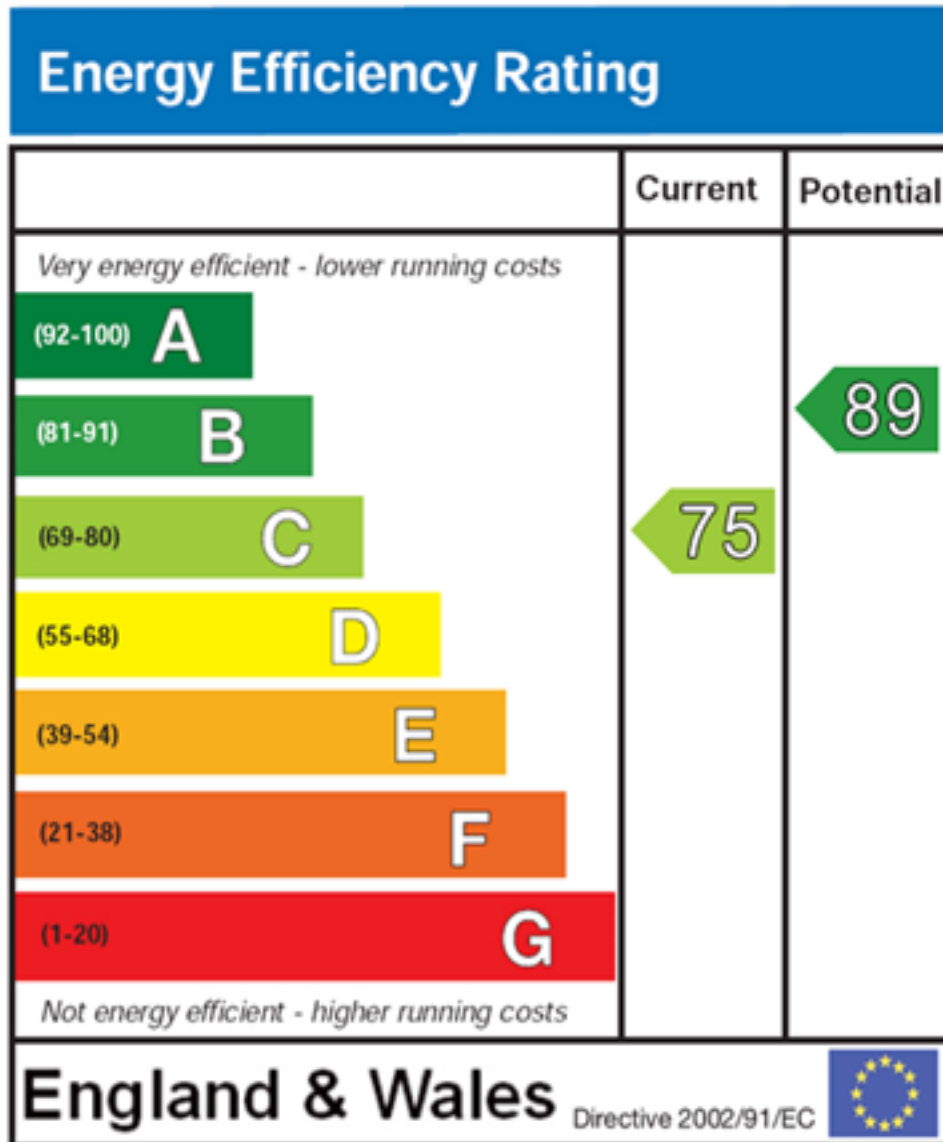 Energy Efficiency Rating
Current Potential
Very energy efficient - lower running costs
(92-100) A
(81-91) B
89
(69-80) C
75
(55-68) D
(39-54) E
(21-38) F
(1-20) G
Not energy efficient - higher running costs
England & Wales Directive 2002/91/EC